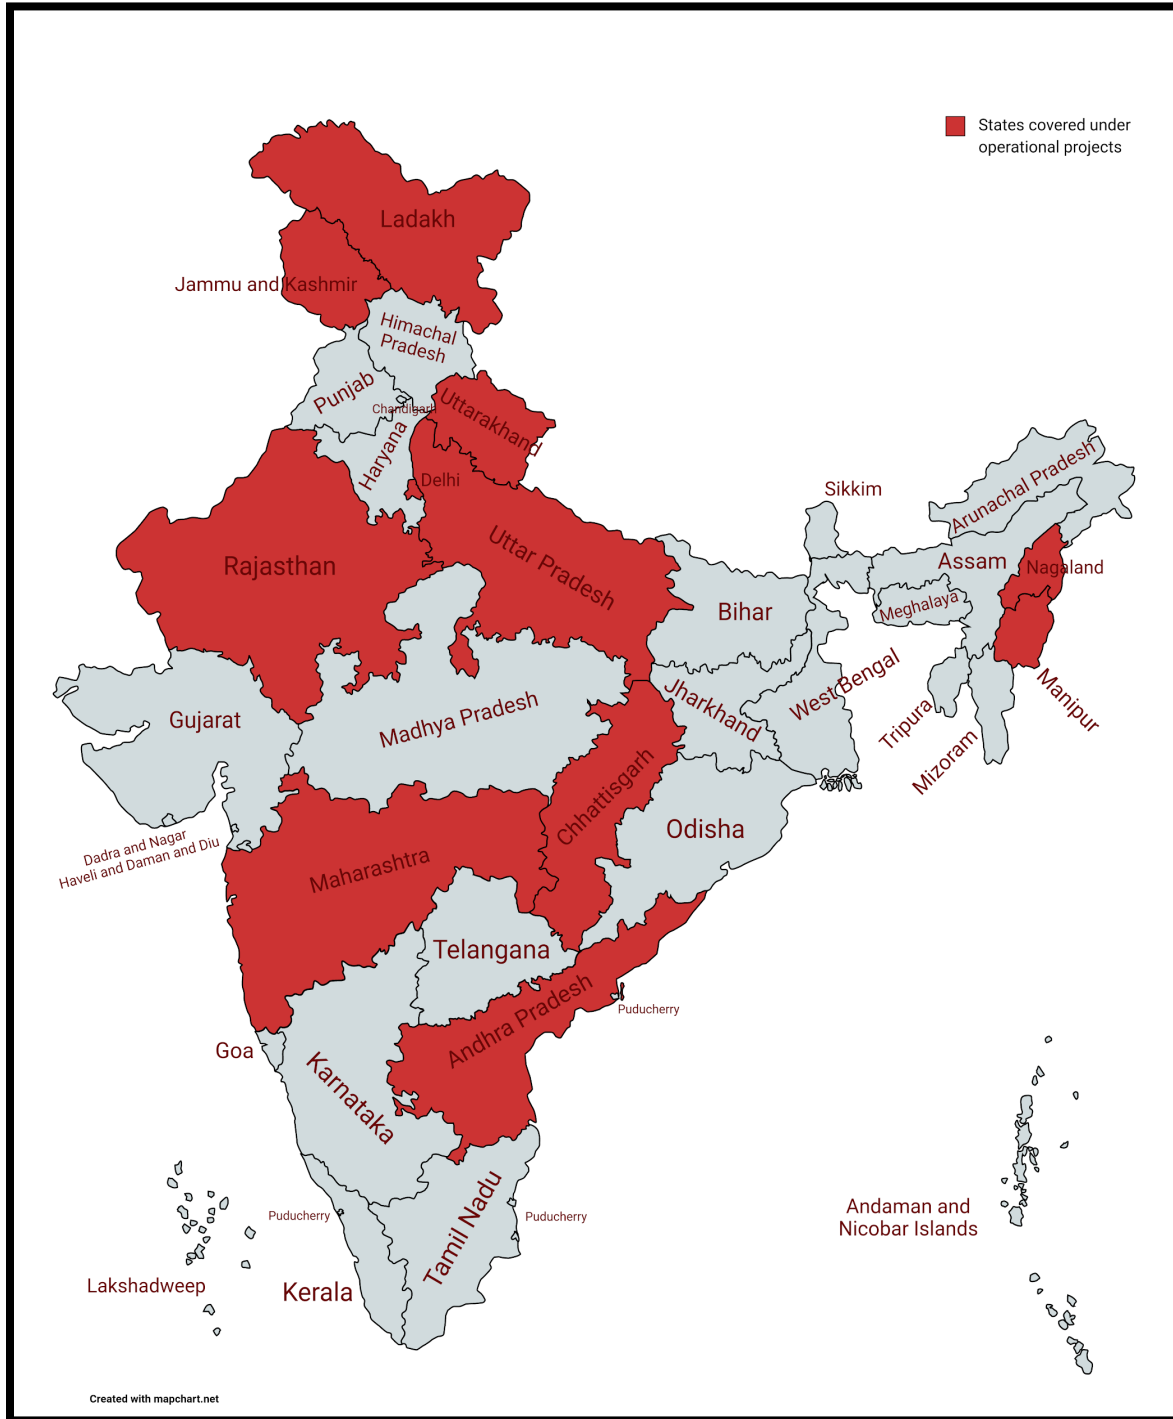 States covered under
operational projects
Ladakh
Jammu and Kashmir
Himachal
Pradesh
Punjab
Chandigarh
Uttarakhand
Haryana
Delhi
Sikkim
Arunachal Pradesh
Rajasthan
Uttar Pradesh
Assam
Nagaland
Bihar
Meghalaya
Gujarat
Madhya Pradesh
Jharkhand
West Bengal
Tripura
Mizoram
Manipur
Chhattisgarh
Odisha
Dadra and Nagar
Haveli and Daman and Diu
Maharashtra
Telangana
Andhra Pradesh
Puducherry
Goa
Karnataka
Puducherry
Tamil Nadu
Puducherry
Andaman and
Nicobar Islands
Lakshadweep
Kerala
Created with mapchart.net